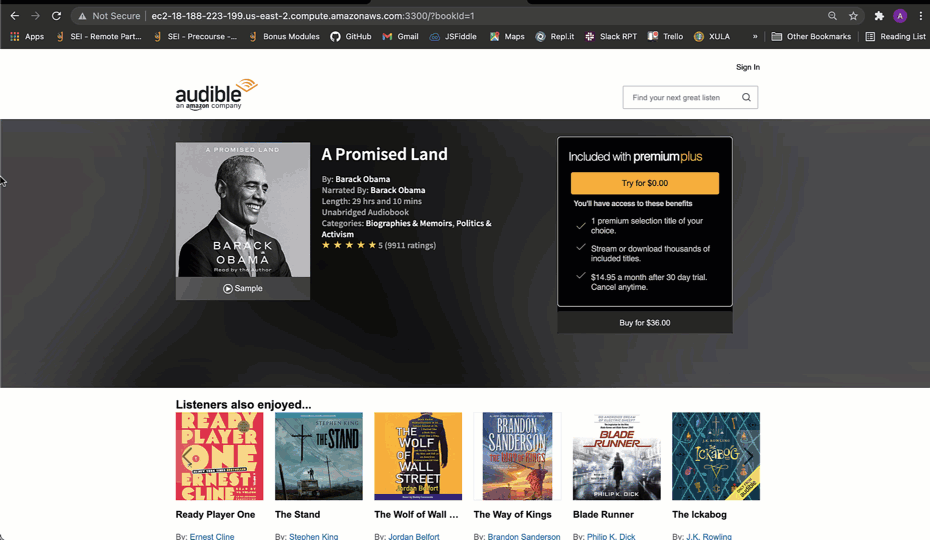 Not Secure | ec2-18-188-223-199.us-east-2.compute.amazonaws.com:3300/?bookId=1
A
Apps SEI - Remote Part... SEI - Precourse -... Bonus Modules GitHub Gmail JSFiddle Maps Repl.it Slack RPT Trello XULA » Other Bookmarks Reading List
Sign In
audible
an amazon company
Find your next great listen
A PROMISED LAND
BARACK
OBAMA
Read by the Author
Sample
A Promised Land
By: Barack Obama
Narrated By: Barack Obama
Length: 29 hrs and 10 mins
Unabridged Audiobook
Categories: Biographies & Memoirs, Politics &
Activism
5 (9911 ratings)
Included with premiumplus
Try for $0.00
You'll have access to these benefits
1 premium selection title of your
choice.
Stream or download thousands of
included titles.
$14.95 a month after 30 day trial.
Cancel anytime.
Buy for $36.00
Listeners also enjoyed...
READY
PLAYER
ONE
ERNEST
CLINE
STEPHEN KING
THE STAND
THE
WOLF
OF
WALL
STREET
Jordan Belfort
BRANDON
SANDERSON
THE WAY OF KINGS
BLADE
RUNNER
PHILIP K. DICK
J.K. ROWLING
THE
ICKABOG
Ready Player One
The Stand
The Wolf of Wall ...
The Way of Kings
Blade Runner
The Ickabog
By: Ernest Cline
By: Stephen King
By: Jordan Belfort
By: Brandon Sanderson
By: Philip K. Dick
By: J.K. Rowling